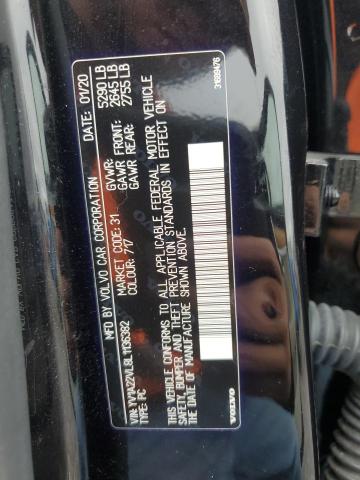 MFD BY VOLVO CAR CORPORATION DATE: 01/20
GVWR: 5290 LB
MARKET CODE: 31 GAWR FRONT: 2645 LB
COLOUR: 717 GAWR REAR: 2755 LB
VIN: YV1A22VL8L1136382
TYPE: PC
THIS VEHICLE CONFORMS TO ALL APPLICABLE FEDERAL MOTOR VEHICLE
SAFETY, BUMPER AND THEFT PREVENTION STANDARDS IN EFFECT ON THE
DATE OF MANUFACTURE SHOWN ABOVE.
VOLVO
31699476